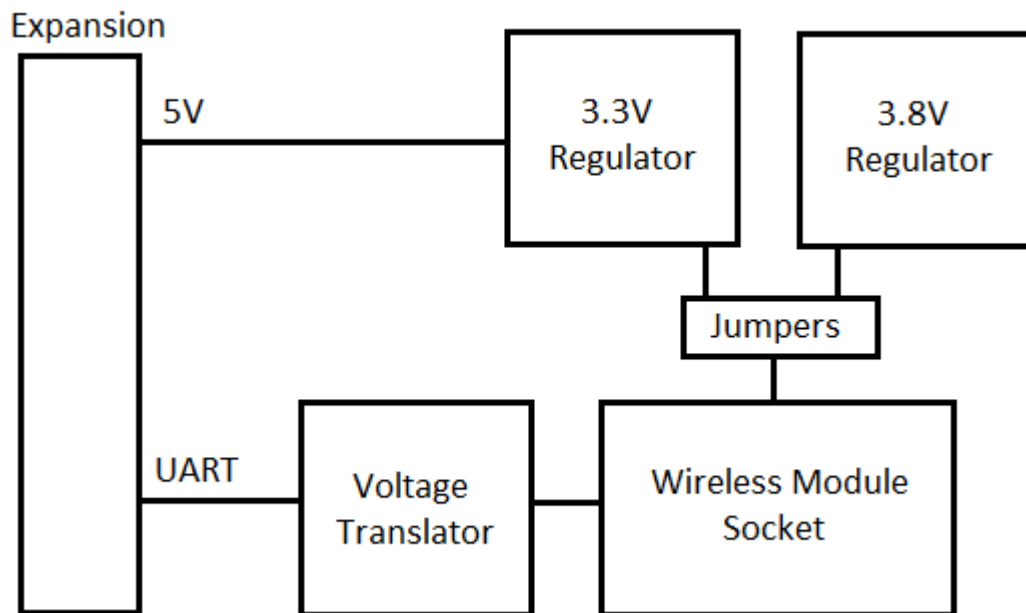 Expansion
5V
3.3V
Regulator
3.8V
Regulator
Jumpers
UART
Voltage
Translator
Wireless Module
Socket